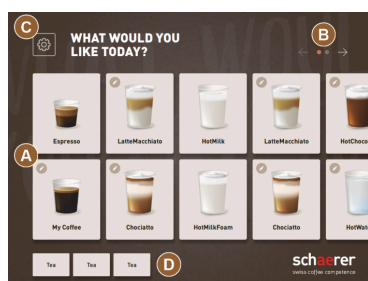 C
B
WHAT WOULD YOU
LIKE TODAY?
Espresso
LatteMacchiato
HotMilk
LatteMacchiato
HotChoco
A
My Coffee
Chociatto
HotMilkFoam
Chociatto
HotWat
Tea
Tea
Tea
D
schaerer
swiss coffee competence